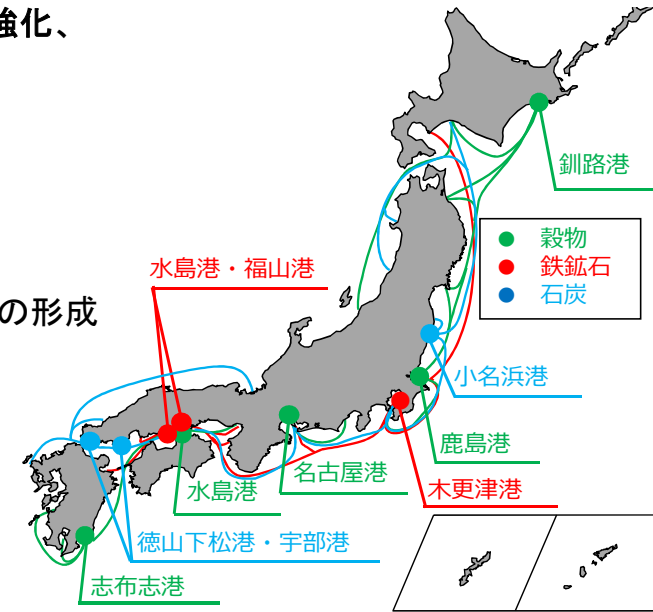 強化、
釧路港
穀物
鉄鉱石
石炭
水島港・福山港
の形成
小名浜港
鹿島港
名古屋港
水島港
木更津港
徳山下松港・宇部港
志布志港